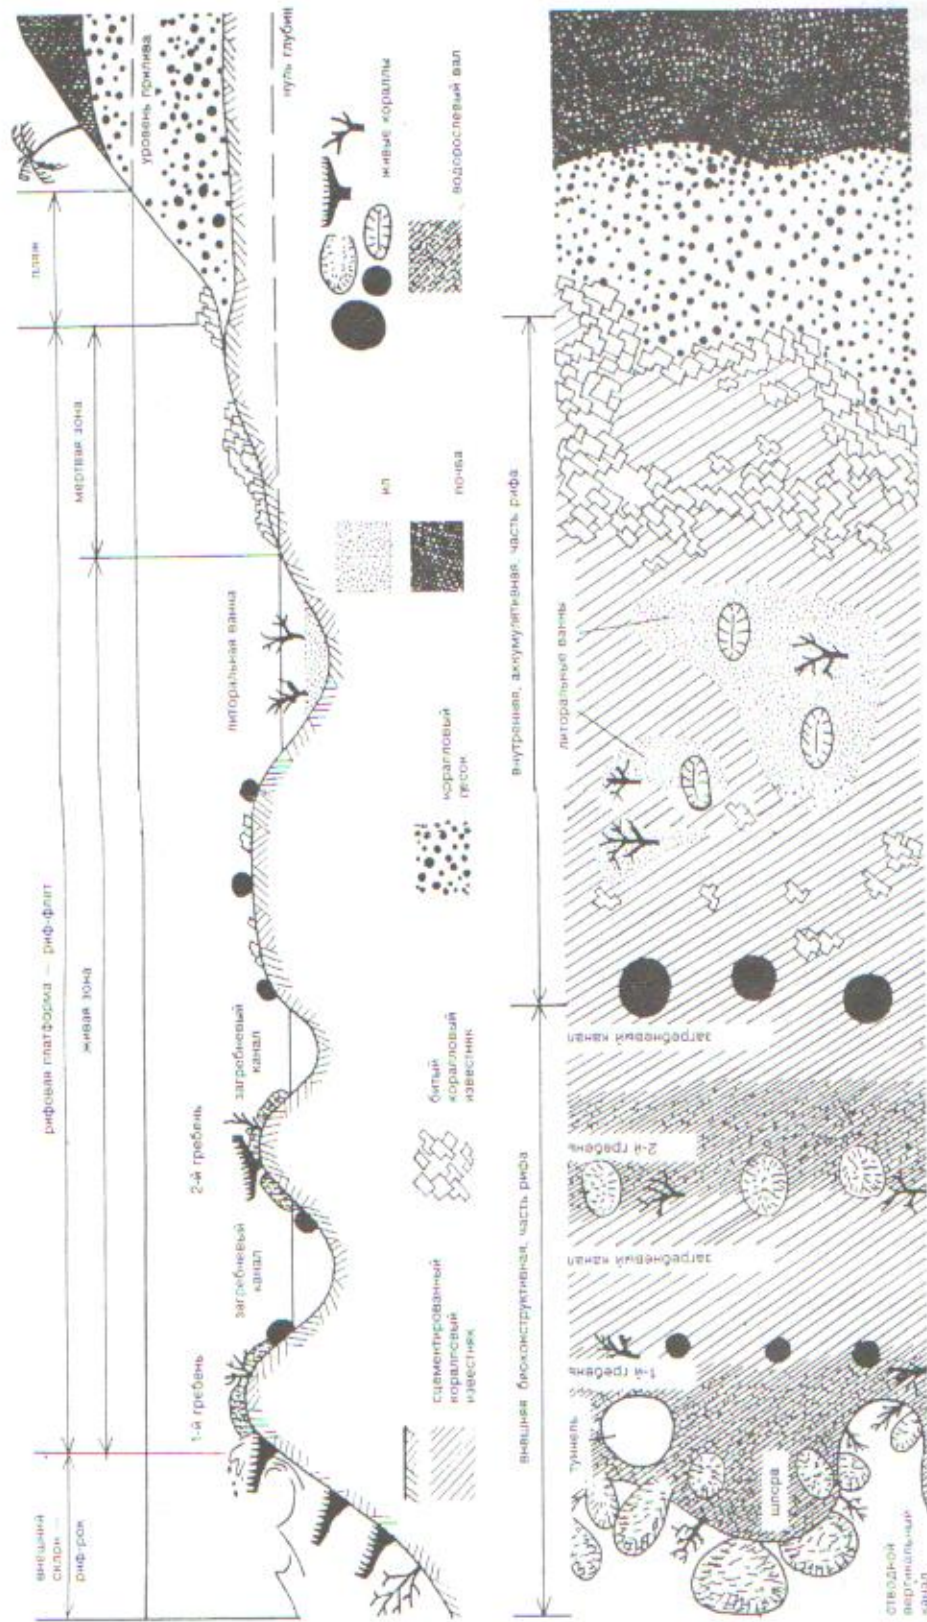 внешний
склон —
риф-рок
рифовая платформа — риф-флат
пляж
живая зона
мертвая зона
уровень прилива
нуль глубин
1-й гребень
загребневый
канал
2-й гребень
загребневый
канал
литоральная ванна
сцементированный
коралловый
известняк
битый
коралловый
известняк
коралловый
песок
ил
почва
живые кораллы
водорослевый вал
внешняя, биоконструктивная, часть рифа
внутренняя, аккумулятивная, часть рифа
туннель
шпора
отводной
вертикальный
канал
1-й гребень
загребневый канал
2-й гребень
загребневый канал
литоральные ванны